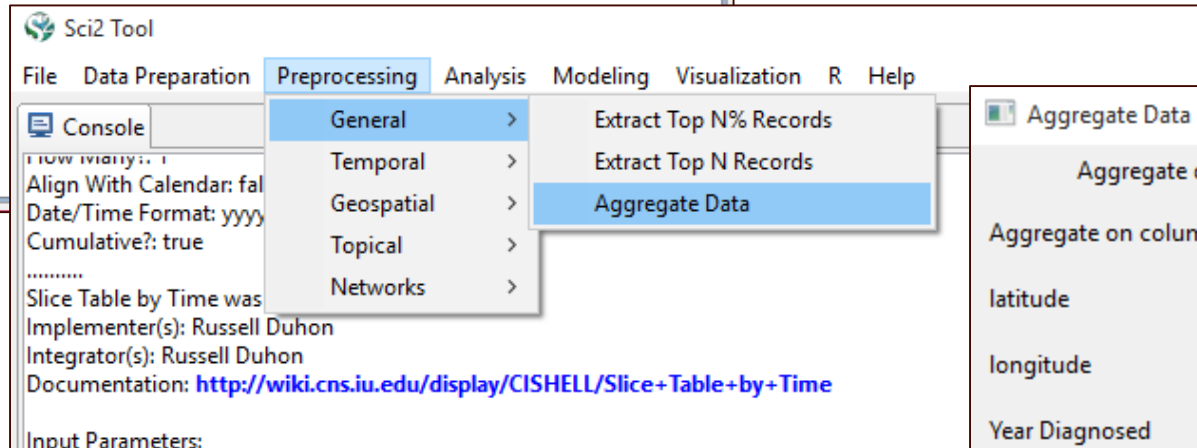 Sci2 Tool
File Data Preparation Preprocessing Analysis Modeling Visualization R Help
Console
General > Extract Top N% Records
Temporal > Extract Top N Records
Geospatial > Aggregate Data
Topical >
Networks >
Align With Calendar: fal
Date/Time Format: yyyy
Cumulative?: true
..........
Slice Table by Time was
Implementer(s): Russell Duhon
Integrator(s): Russell Duhon
Documentation: http://wiki.cns.iu.edu/display/CISHELL/Slice+Table+by+Time
Input Parameters:
Aggregate Data
Aggregate
Aggregate on colum
latitude
longitude
Year Diagnosed